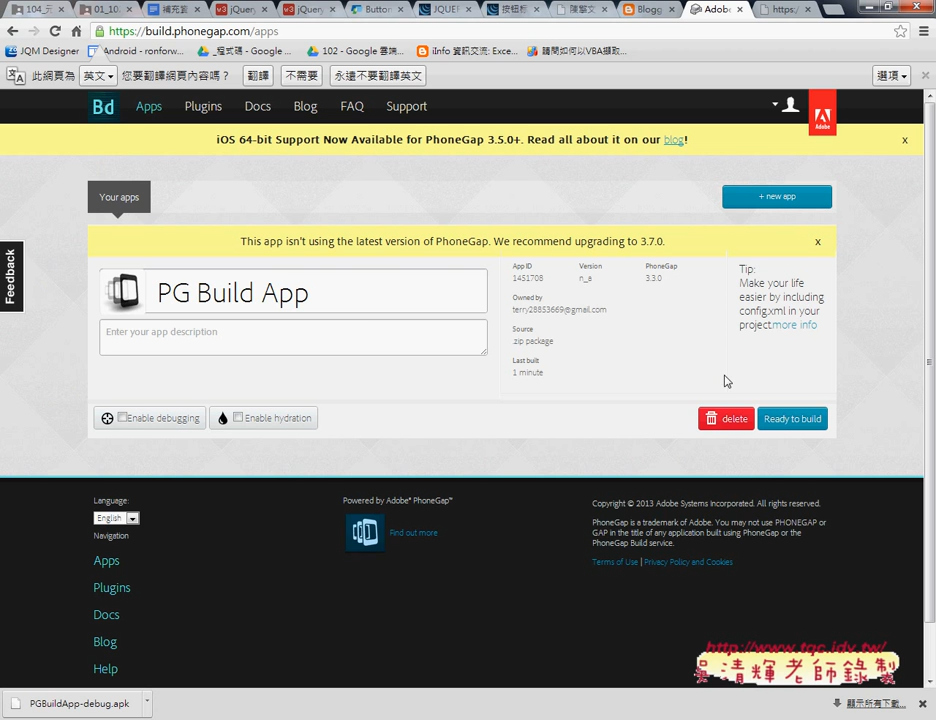 104_元
01_10
補充套
jQuery
jQuery
Button
JQUE
按钮标
陳擎文
Blogg
Adobe
https:/
https://build.phonegap.com/apps
JQM Designer
Android - ronforw...
_程式碼 - Google ...
102 - Google 雲端...
iInfo 資訊交流: Exce...
請問如何以VBA擷取...
此網頁為 英文 您要翻譯網頁內容嗎？ 翻譯 不需要 永遠不要翻譯英文 選項
Bd Apps Plugins Docs Blog FAQ Support
Adobe
iOS 64-bit Support Now Available for PhoneGap 3.5.0+. Read all about it on our blog! x
Your apps
+ new app
This app isn't using the latest version of PhoneGap. We recommend upgrading to 3.7.0. x
Feedback
PG Build App
Enter your app description
App ID Version PhoneGap
1451708 n_a 3.3.0
Owned by
terry28853669@gmail.com
Source
.zip package
Last built
1 minute
Tip:
Make your life
easier by including
config.xml in your
project.more info
Enable debugging
Enable hydration
delete
Ready to build
Language:
English
Navigation
Apps
Plugins
Docs
Blog
Help
Powered by Adobe® PhoneGap™
Find out more
Copyright © 2013 Adobe Systems Incorporated. All rights reserved.
PhoneGap is a trademark of Adobe. You may not use PHONEGAP or
GAP in the title of any application built using PhoneGap or the
PhoneGap Build service.
Terms of Use | Privacy Policy and Cookies
http://www.tqc.idv.tw/
吳清輝老師錄製
PGBuildApp-debug.apk
顯示所有下載...